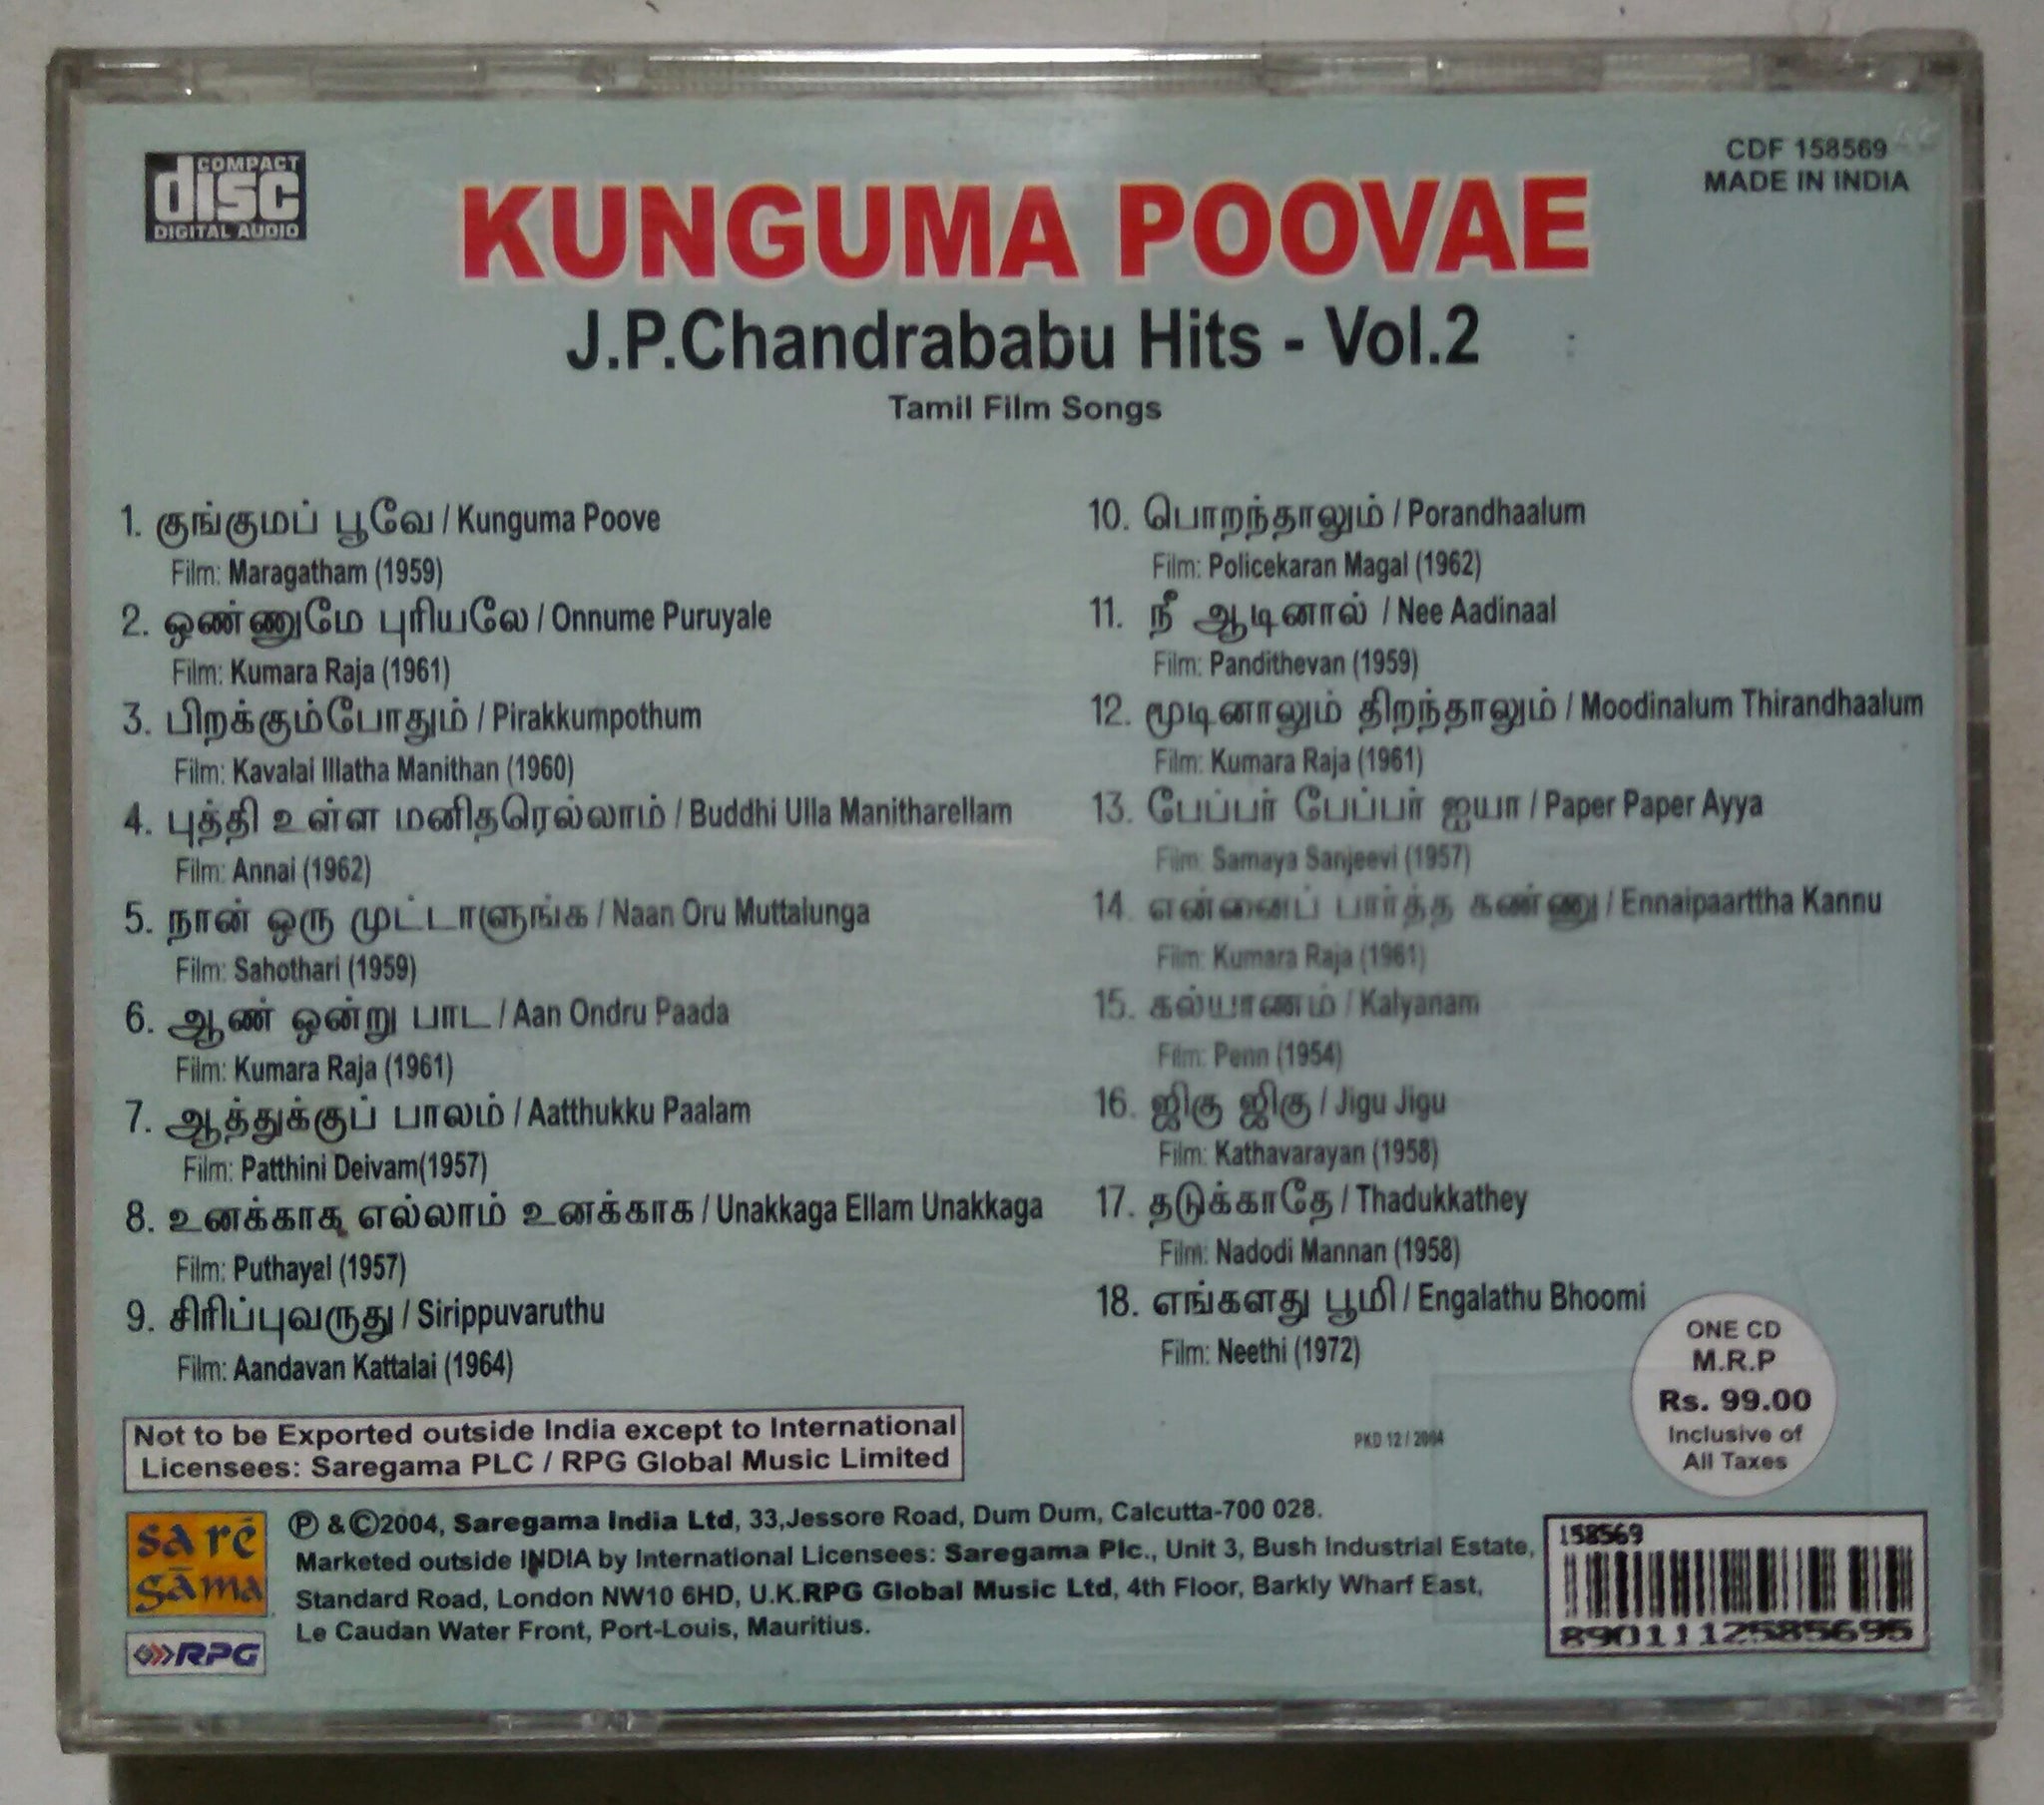 COMPACT
disc
DIGITAL AUDIO
CDF 158569
MADE IN INDIA
KUNGUMA POOVAE
J.P.Chandrababu Hits - Vol.2
Tamil Film Songs
1. குங்குமப் பூவே / Kunguma Poove
Film: Maragatham (1959)
2. ஒண்ணுமே புரியலே / Onnume Puruyale
Film: Kumara Raja (1961)
3. பிறக்கும்போதும் / Pirakkumpothum
Film: Kavalai Illatha Manithan (1960)
4. புத்தி உள்ள மனிதரெல்லாம் / Buddhi Ulla Manitharellam
Film: Annai (1962)
5. நான் ஒரு முட்டாளுங்க / Naan Oru Muttalunga
Film: Sahothari (1959)
6. ஆண் ஒன்று பாட / Aan Ondru Paada
Film: Kumara Raja (1961)
7. ஆத்துக்குப் பாலம் / Aatthukku Paalam
Film: Patthini Deivam(1957)
8. உனக்காக எல்லாம் உனக்காக / Unakkaga Ellam Unakkaga
Film: Puthayal (1957)
9. சிரிப்புவருது / Sirippuvaruthu
Film: Aandavan Kattalai (1964)
10. பொறந்தாலும் / Porandhaalum
Film: Policekaran Magal (1962)
11. நீ ஆடினால் / Nee Aadinaal
Film: Pandithevan (1959)
12. மூடினாலும் திறந்தாலும் / Moodinalum Thirandhaalum
Film: Kumara Raja (1961)
13. பேப்பர் பேப்பர் ஐயா / Paper Paper Ayya
Film: Samaya Sanjeevi (1957)
14. என்னைப் பார்த்த கண்ணு / Ennaipaarttha Kannu
Film: Kumara Raja (1961)
15. கல்யாணம் / Kalyanam
Film: Penn (1954)
16. ஜிகு ஜிகு / Jigu Jigu
Film: Kathavarayan (1958)
17. தடுக்காதே / Thadukkathey
Film: Nadodi Mannan (1958)
18. எங்களது பூமி / Engalathu Bhoomi
Film: Neethi (1972)
ONE CD
M.R.P
Rs. 99.00
Inclusive of
All Taxes
PKD 12 / 2004
Not to be Exported outside India except to International
Licensees: Saregama PLC / RPG Global Music Limited
sa rē
gāma
RPG
℗ &©2004, Saregama India Ltd, 33,Jessore Road, Dum Dum, Calcutta-700 028.
Marketed outside INDIA by International Licensees: Saregama Plc., Unit 3, Bush Industrial Estate,
Standard Road, London NW10 6HD, U.K.RPG Global Music Ltd, 4th Floor, Barkly Wharf East,
Le Caudan Water Front, Port-Louis, Mauritius.
158569
8901112585695